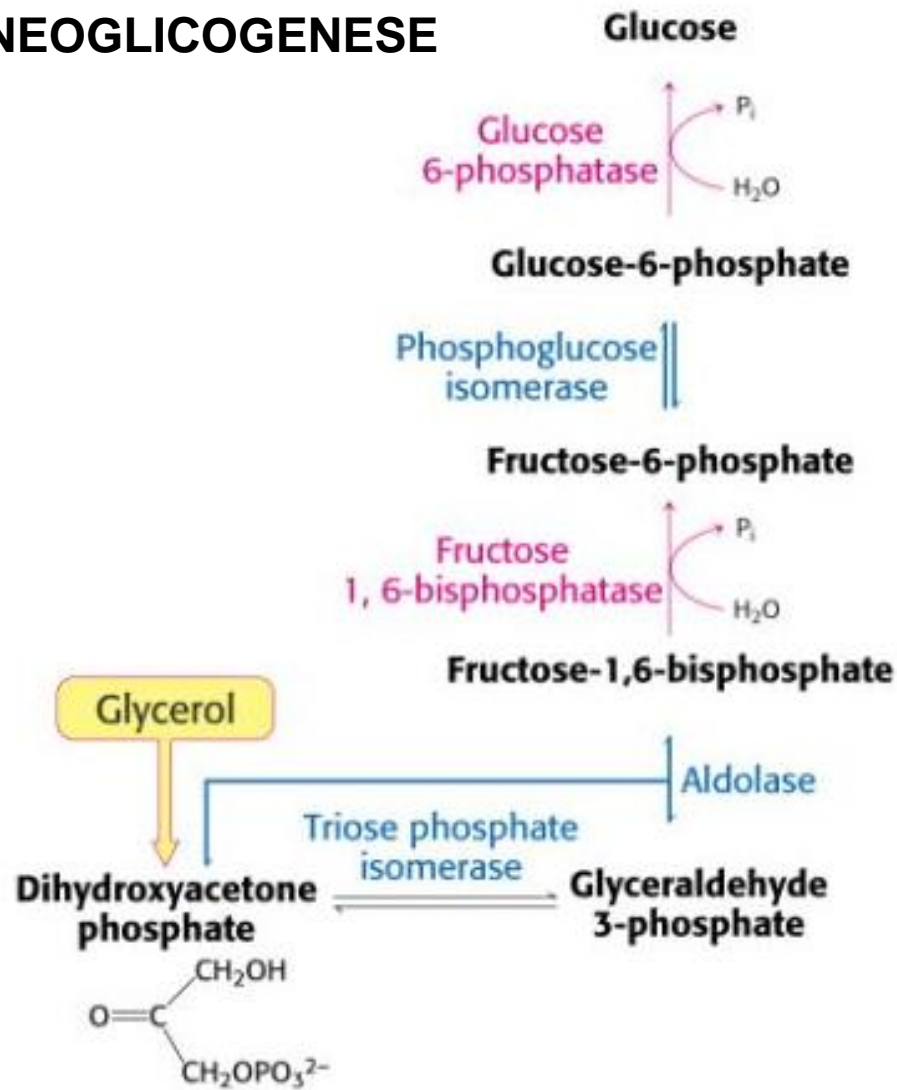 NEOGLICOGENESE
Glucose
Glucose
6-phosphatase
Pi
H₂O
Glucose-6-phosphate
Phosphoglucose
isomerase
Fructose-6-phosphate
Fructose
1, 6-bisphosphatase
Pi
H₂O
Fructose-1,6-bisphosphate
Glycerol
Aldolase
Triose phosphate
isomerase
Dihydroxyacetone
phosphate
Glyceraldehyde
3-phosphate
CH₂OH
O=C
CH₂OPO₃²⁻